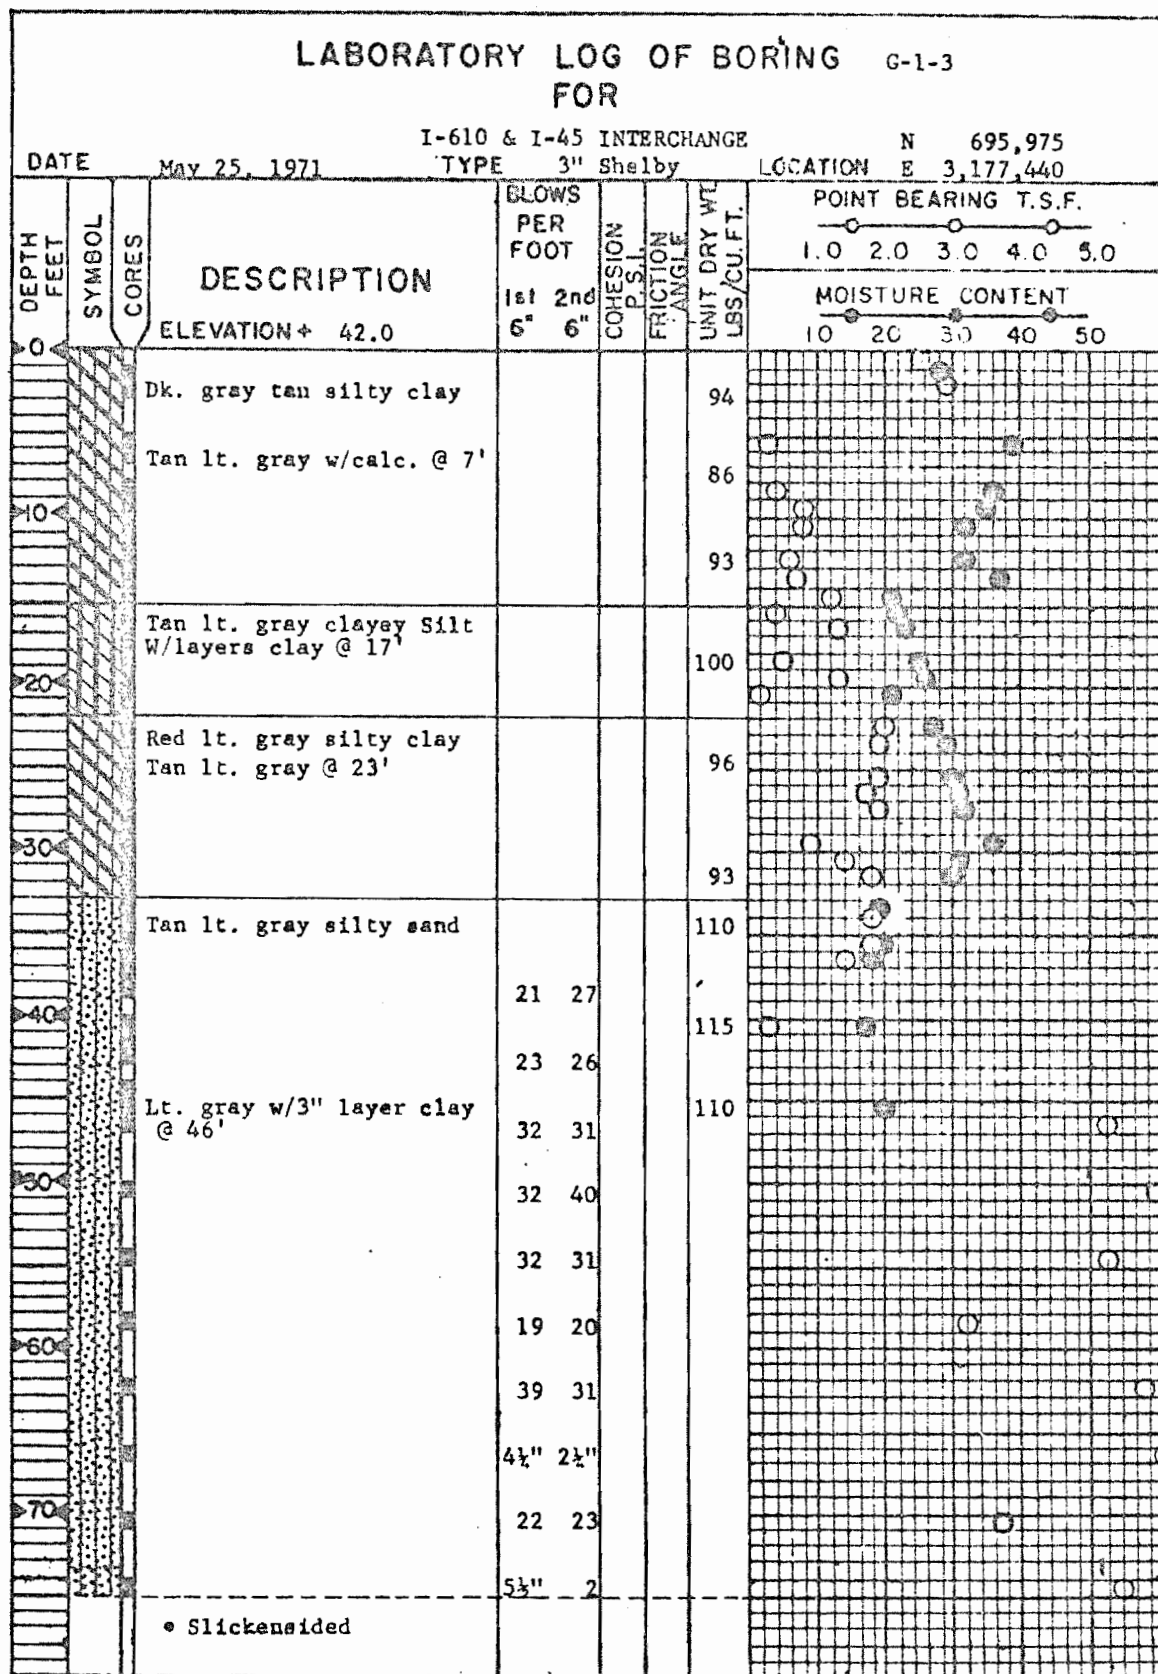 LABORATORY LOG OF BORING G-1-3
FOR
I-610 & I-45 INTERCHANGE
DATE May 25, 1971 TYPE 3" Shelby LOCATION N 695,975
E 3,177,440
DEPTH FEET
SYMBOL
CORES
DESCRIPTION
ELEVATION + 42.0
BLOWS PER FOOT
1st 6" 2nd 6"
COHESION P.S.I.
FRICTION ANGLE
UNIT DRY WT. LBS/CU.FT.
POINT BEARING T.S.F.
1.0 2.0 3.0 4.0 5.0
MOISTURE CONTENT
10 20 30 40 50
0
Dk. gray tan silty clay 94
Tan lt. gray w/calc. @ 7' 86
10
93
Tan lt. gray clayey Silt
W/layers clay @ 17' 100
20
Red lt. gray silty clay
Tan lt. gray @ 23' 96
30
93
Tan lt. gray silty sand 110
21 27
40
115
23 26
Lt. gray w/3" layer clay 110
@ 46' 32 31
50
32 40
32 31
19 20
60
39 31
4½" 2½"
70
22 23
5½" 2
• Slickensided